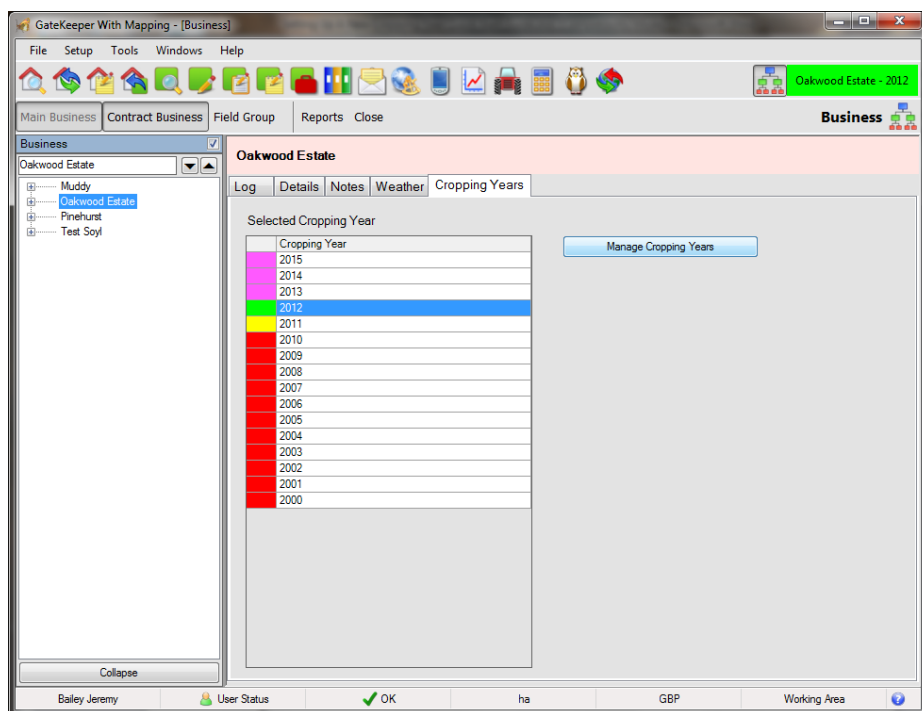 GateKeeper With Mapping - [Business]
File Setup Tools Windows Help
Oakwood Estate - 2012
Main Business Contract Business Field Group Reports Close Business
Business
Oakwood Estate
Muddy
Oakwood Estate
Pinehurst
Test Soyl
Collapse
Oakwood Estate
Log Details Notes Weather Cropping Years
Selected Cropping Year
Cropping Year
2015
2014
2013
2012
2011
2010
2009
2008
2007
2006
2005
2004
2003
2002
2001
2000
Manage Cropping Years
Bailey Jeremy User Status OK ha GBP Working Area